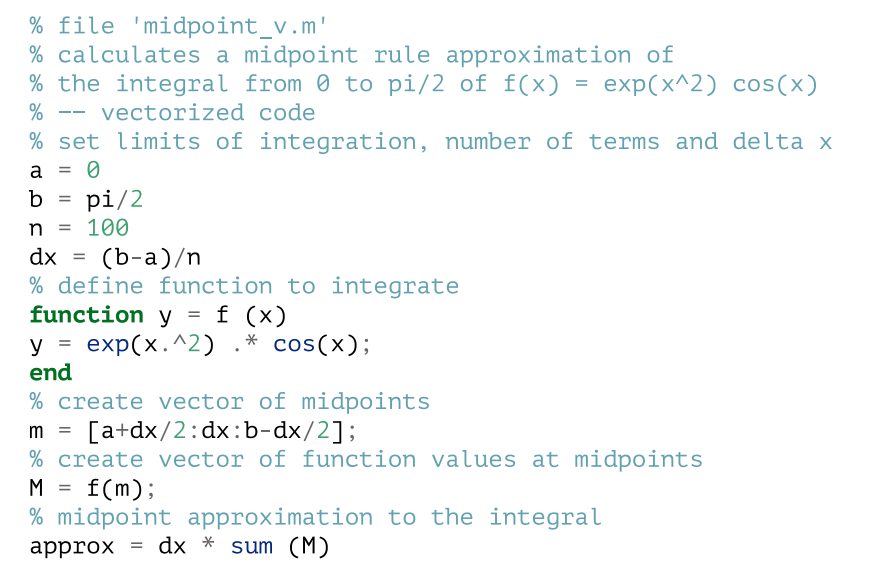 % file 'midpoint_v.m'
% calculates a midpoint rule approximation of
% the integral from 0 to pi/2 of f(x) = exp(x^2) cos(x)
% -- vectorized code
% set limits of integration, number of terms and delta x
a = 0
b = pi/2
n = 100
dx = (b-a)/n
% define function to integrate
function y = f (x)
y = exp(x.^2) .* cos(x);
end
% create vector of midpoints
m = [a+dx/2:dx:b-dx/2];
% create vector of function values at midpoints
M = f(m);
% midpoint approximation to the integral
approx = dx * sum (M)